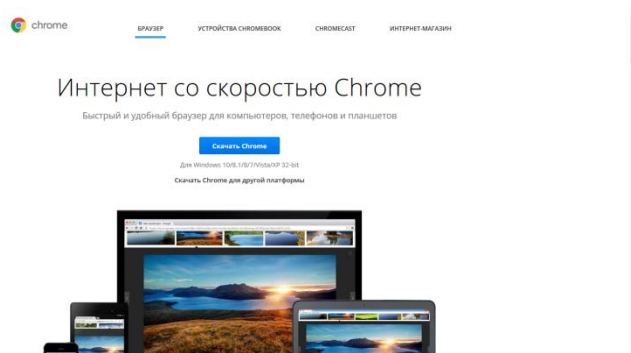 chrome
БРАУЗЕР УСТРОЙСТВА CHROMEBOOK CHROMECAST ИНТЕРНЕТ-МАГАЗИН
Интернет со скоростью Chrome
Быстрый и удобный браузер для компьютеров, телефонов и планшетов
Скачать Chrome
Для Windows 10/8.1/8/7/Vista/XP 32-bit
Скачать Chrome для другой платформы